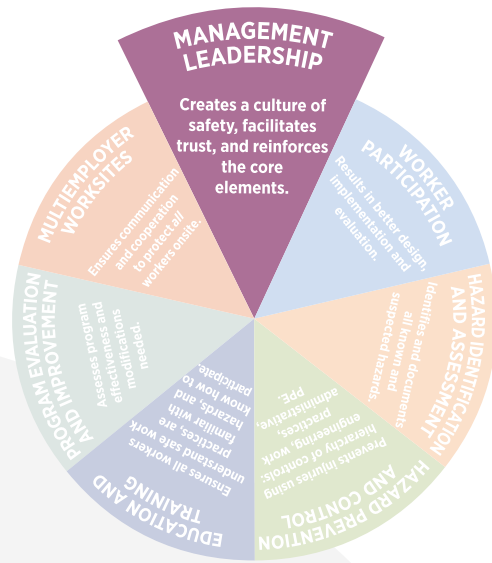 MANAGEMENT
LEADERSHIP
Creates a culture of
safety, facilitates
trust, and reinforces
the core
elements.
WORKER
PARTICIPATION
Results in better design,
implementation and
evaluation.
HAZARD IDENTIFICATION
AND ASSESSMENT
Identifies and documents
all known and
suspected hazards.
HAZARD PREVENTION
AND CONTROL
Prevents injuries using
hierarchy of controls:
engineering, work
practices,
administrative,
PPE.
EDUCATION AND
TRAINING
Ensures all workers
understand safe work
practices, are
familiar with
hazards, and
know how to
participate.
PROGRAM EVALUATION
AND IMPROVEMENT
Assesses program
effectiveness and
modifications
needed.
MULTIEMPLOYER
WORKSITES
Ensures communication
and cooperation
to protect all
workers onsite.